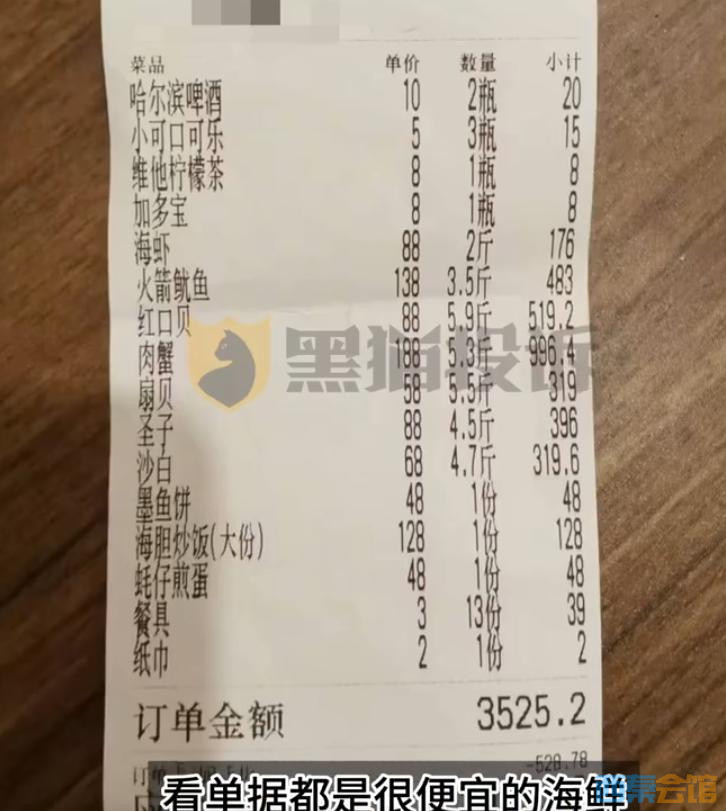 菜品 单价 数量 小计
哈尔滨啤酒 10 2瓶 20
小可口可乐 5 3瓶 15
维他柠檬茶 8 1瓶 8
加多宝 8 1瓶 8
海虾 88 2斤 176
火箭鱿鱼 138 3.5斤 483
红口贝 88 5.9斤 519.2
肉蟹 188 5.3斤 996.4
黑猫投诉
扇贝 58 5.5斤 319
圣子 88 4.5斤 396
沙白 68 4.7斤 319.6
墨鱼饼 48 1份 48
海胆炒饭(大份) 128 1份 128
蚝仔煎蛋 48 1份 48
餐具 3 13份 39
纸巾 2 1份 2
订单金额 3525.2
看单据都是很便宜的海鲜
会馆